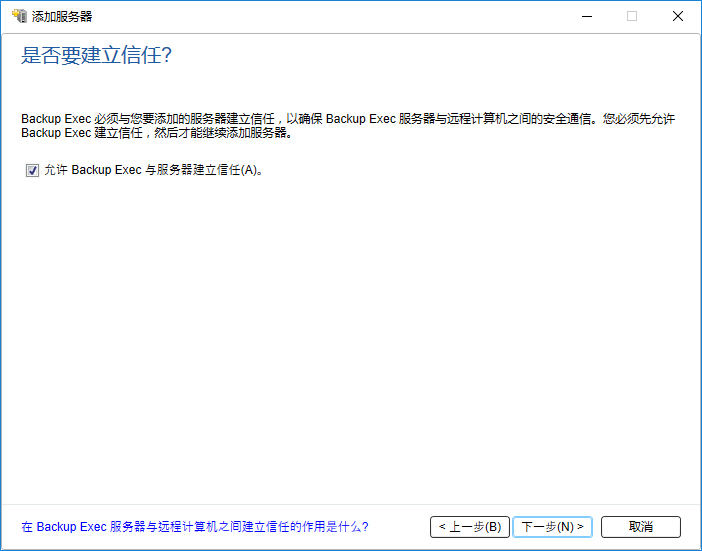 添加服务器
是否要建立信任?
Backup Exec 必须与您要添加的服务器建立信任，以确保 Backup Exec 服务器与远程计算机之间的安全通信。您必须先允许
Backup Exec 建立信任，然后才能继续添加服务器。
允许 Backup Exec 与服务器建立信任(A)。
在 Backup Exec 服务器与远程计算机之间建立信任的作用是什么?
< 上一步(B)
下一步(N) >
取消